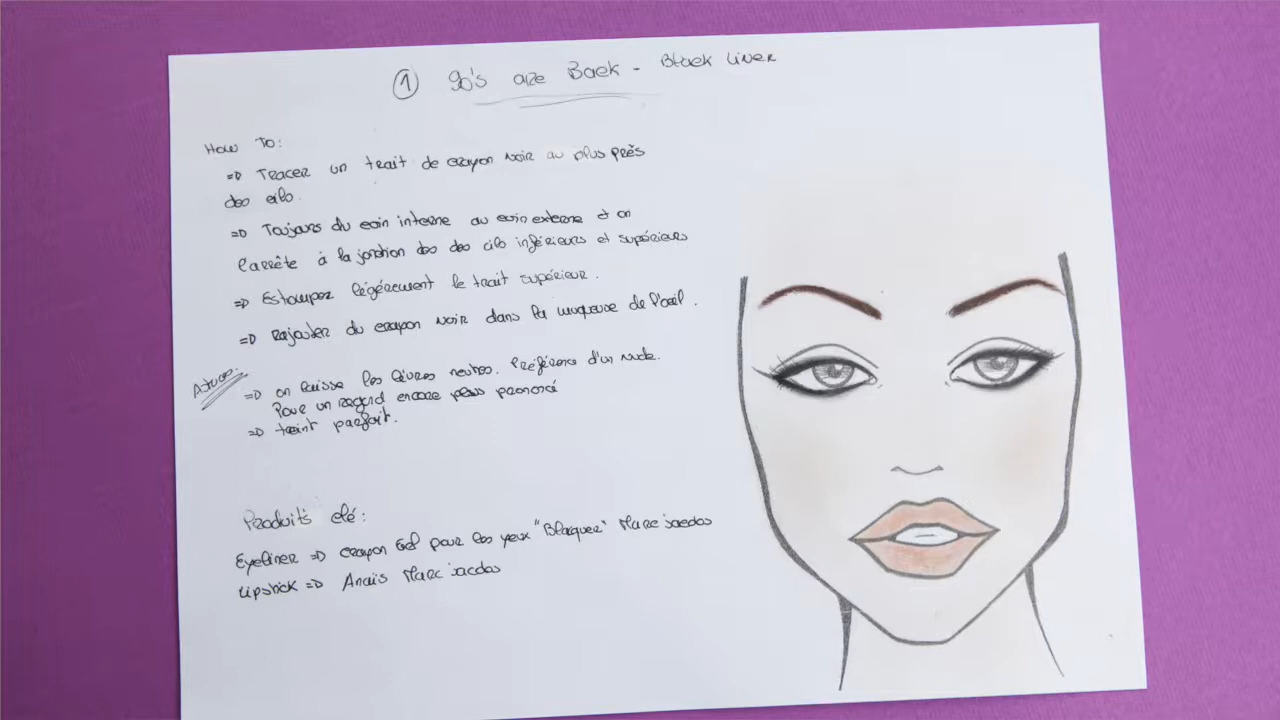 ① 90's are Back - Black Liner
How To:
=D Tracer un trait de crayon noir au plus près
des cils.
=D Toujours du coin interne au coin externe et on
l'arrête à la jonction des des cils inférieurs et supérieurs
=D Estompez légèrement le trait supérieur.
=D Rajouter du crayon noir dans la muqueuse de l'oeil.
Astuces.
=D on laisse les lèvres neutres. Préférence d'un nude.
Pour un regard encore plus prononcé
=D teint parfait.
Produits clé:
Eyeliner =D crayon Gel pour les yeux "Blaquer" Marc jacobs
Lipstick =D Anaïs Marc jacobs